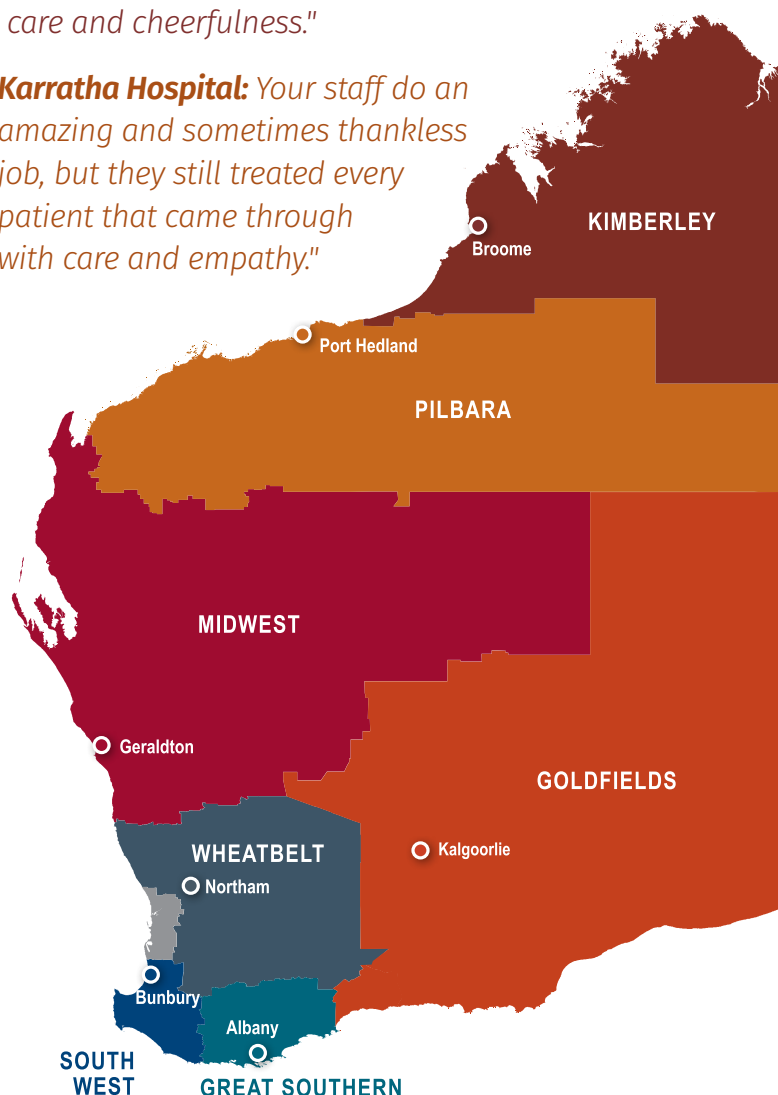 care and cheerfulness."
Karratha Hospital: Your staff do an
amazing and sometimes thankless
job, but they still treated every
patient that came through
with care and empathy."
KIMBERLEY
Broome
Port Hedland
PILBARA
MIDWEST
Geraldton
GOLDFIELDS
Kalgoorlie
WHEATBELT
Northam
Bunbury
Albany
SOUTH
WEST
GREAT SOUTHERN